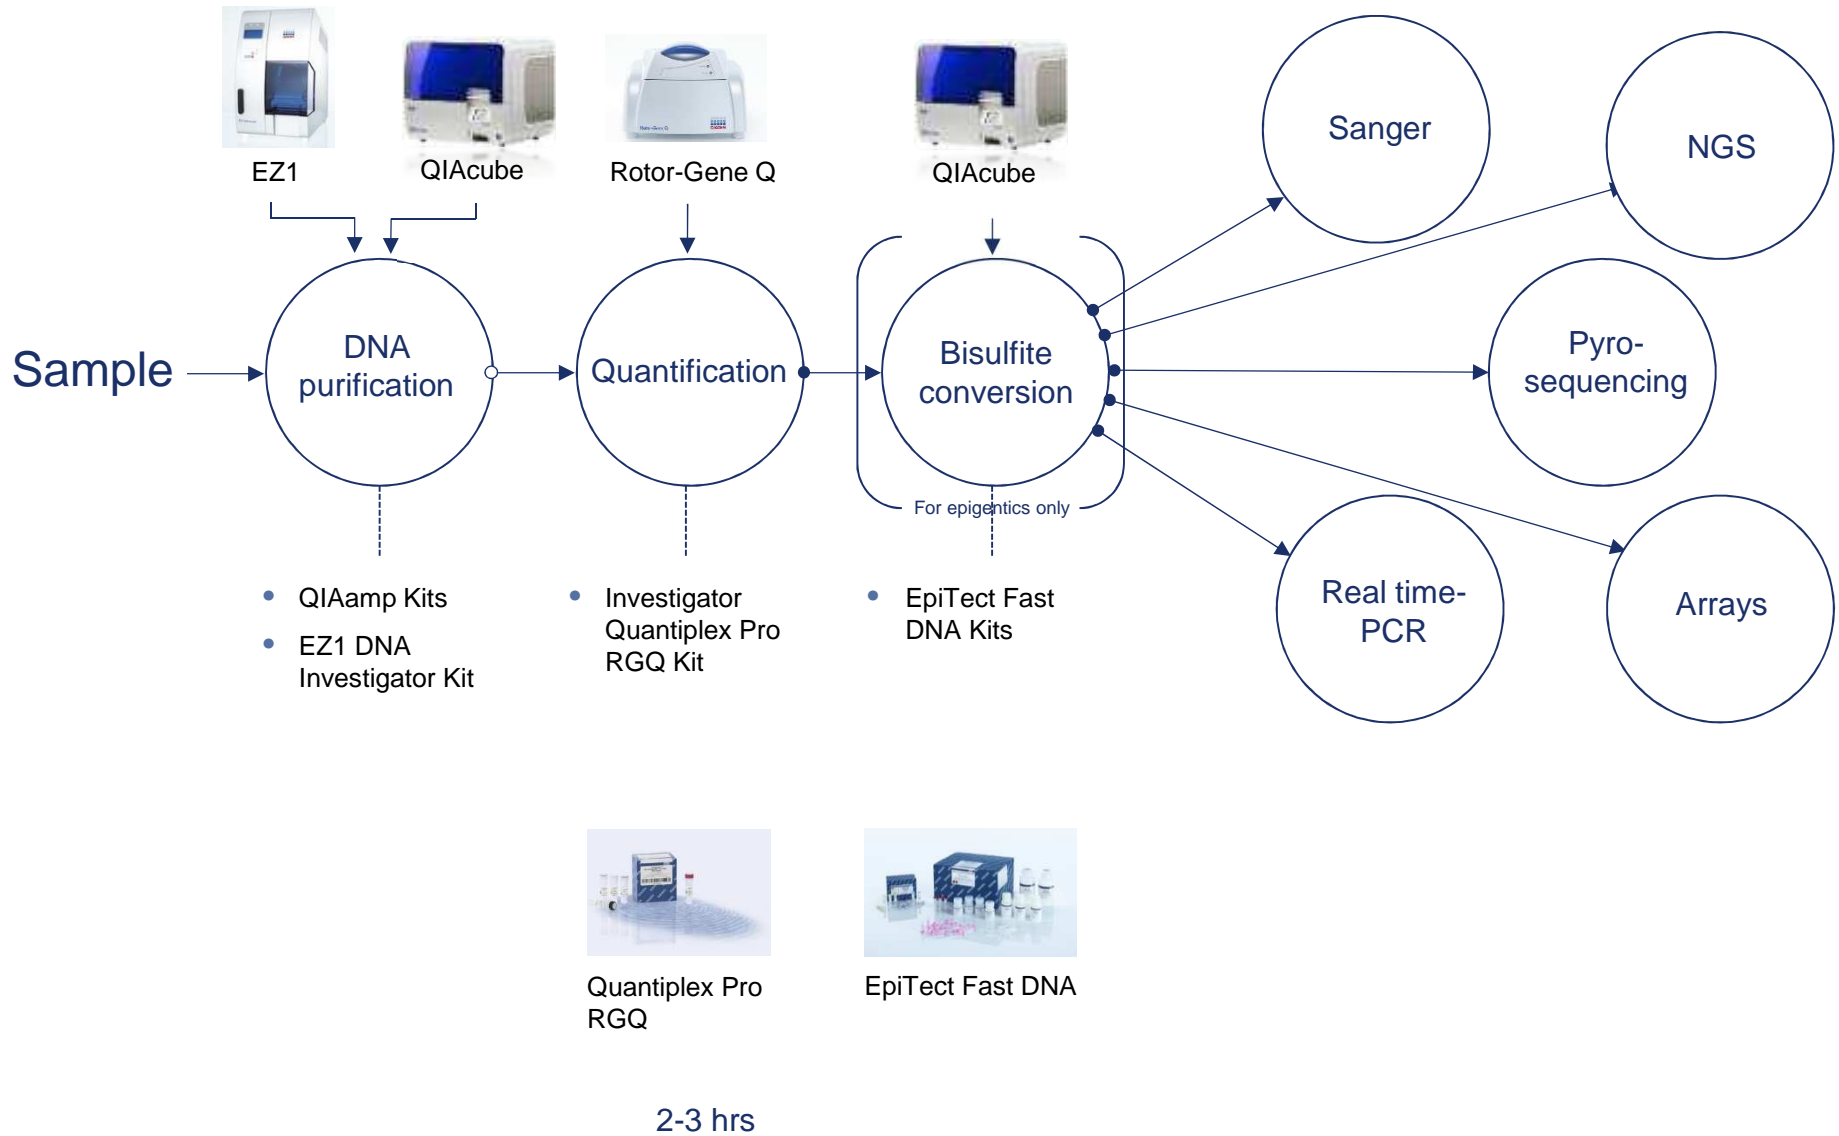 EZ1
QIAcube
Rotor-Gene Q
QIAcube
Sanger
NGS
Sample
DNA
purification
Quantification
Bisulfite
conversion
Pyro-
sequencing
For epigentics only
QIAamp Kits
EZ1 DNA
Investigator Kit
Investigator
Quantiplex Pro
RGQ Kit
EpiTect Fast
DNA Kits
Real time-
PCR
Arrays
Quantiplex Pro
RGQ
EpiTect Fast DNA
2-3 hrs